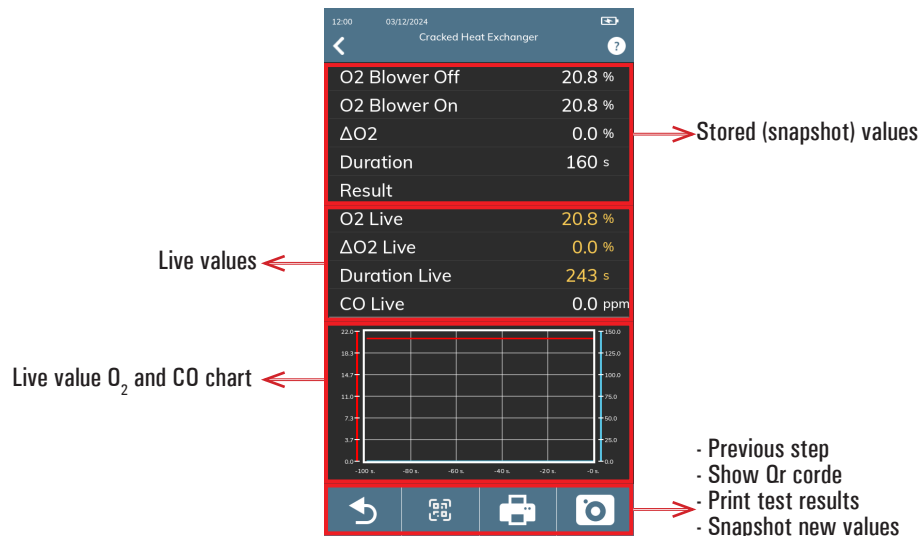 12:00 03/12/2024
Cracked Heat Exchanger
?
O2 Blower Off 20.8 %
O2 Blower On 20.8 %
ΔO2 0.0 %
Duration 160 s
Result
Stored (snapshot) values
O2 Live 20.8 %
ΔO2 Live 0.0 %
Duration Live 243 s
CO Live 0.0 ppm
Live values
22.0 150.0
18.3 125.0
14.7 100.0
11.0 75.0
7.3 50.0
3.7 25.0
0.0 0.0
-100 s. -80 s. -60 s. -40 s. -20 s. -0 s.
Live value O₂ and CO chart
- Previous step
- Show Qr corde
- Print test results
- Snapshot new values